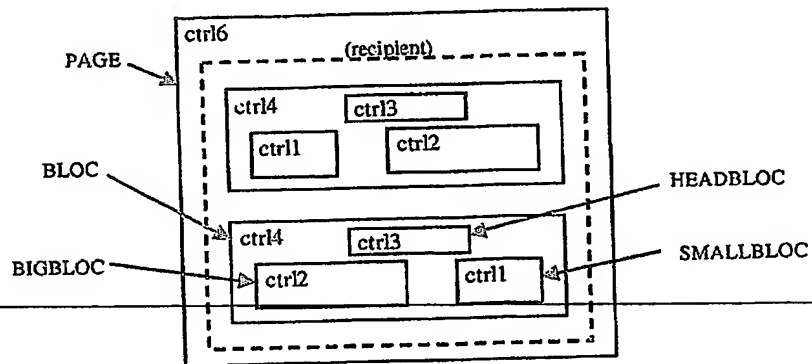 ctrl6
(recipient)
PAGE
ctrl4
ctrl3
ctrl1
ctrl2
BLOC
HEADBLOC
ctrl4
ctrl3
SMALLBLOC
BIGBLOC
ctrl2
ctrl1